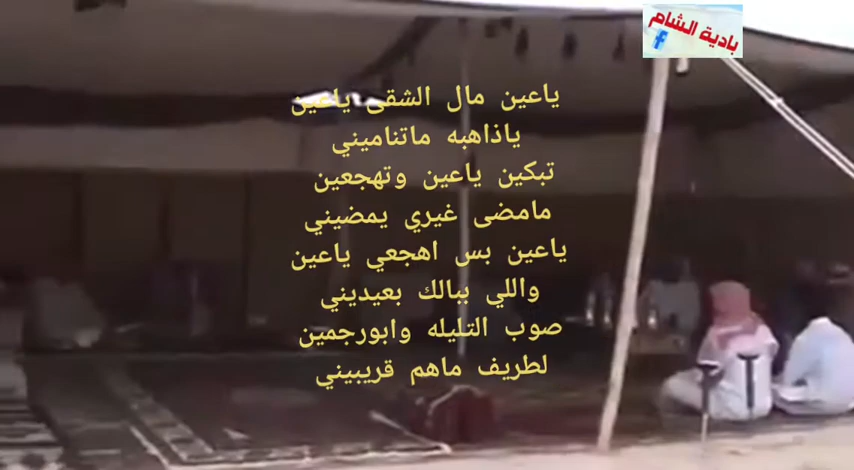 بادية الشام
ياعين مال الشقى ياعين
ياذاهبه ماتناميني
تبكين ياعين وتهجعين
مامضى غيري يمضيني
ياعين بس اهجعي ياعين
واللي ببالك بعيديني
صوب التليله وابورجمين
لطريف ماهم قريبيني